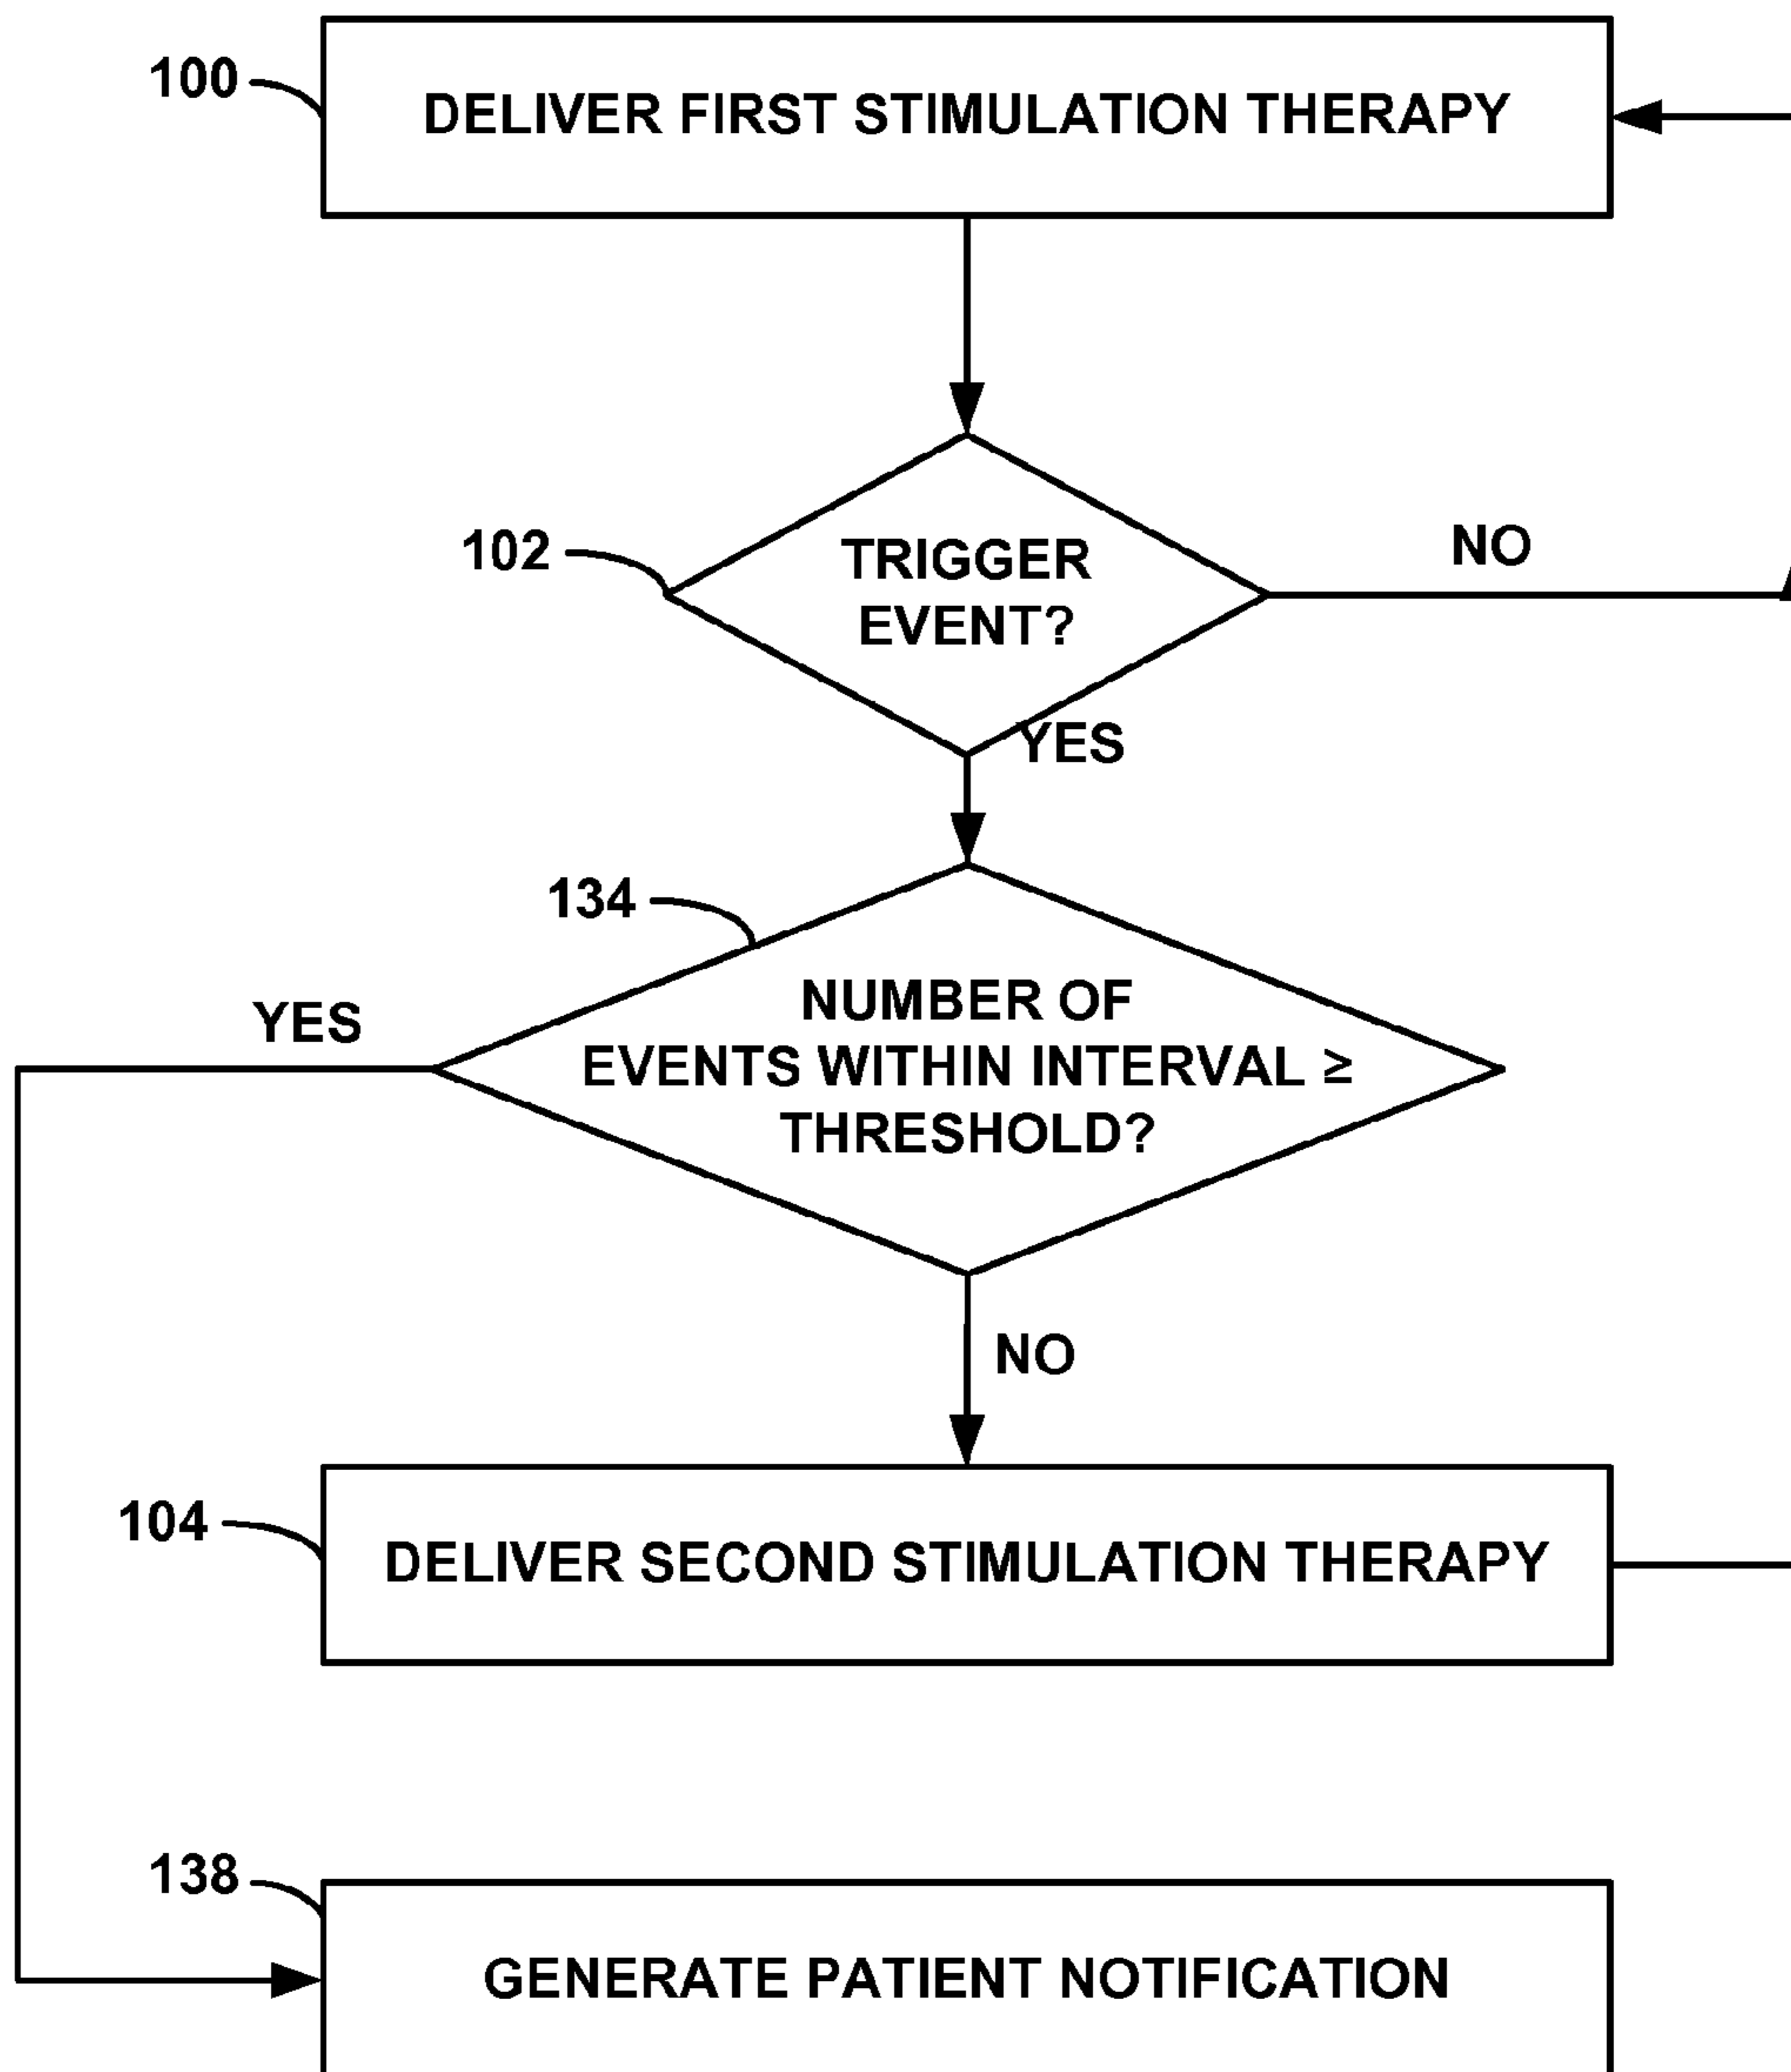 100
DELIVER FIRST STIMULATION THERAPY
102
TRIGGER
EVENT?
NO
YES
134
NUMBER OF
EVENTS WITHIN INTERVAL ≥
THRESHOLD?
YES
NO
104
DELIVER SECOND STIMULATION THERAPY
138
GENERATE PATIENT NOTIFICATION